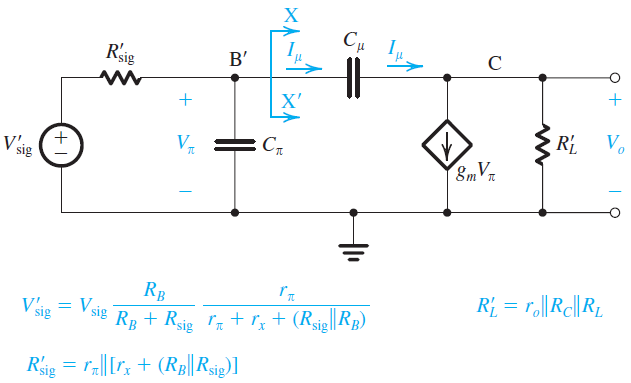 X
R′sig
B′
Iμ
Cμ
Iμ
C
X′
+
+
V′sig
+
−
Vπ
Cπ
gmVπ
R′L
Vo
−
−
V′sig = Vsig RB / (RB + Rsig) rπ / (rπ + rx + (Rsig||RB))
R′L = ro||RC||RL
R′sig = rπ||[rx + (RB||Rsig)]